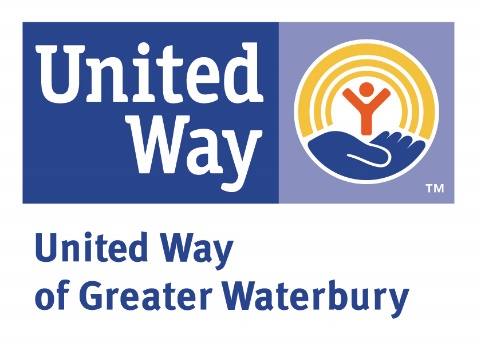 United
Way
TM
United Way
of Greater Waterbury